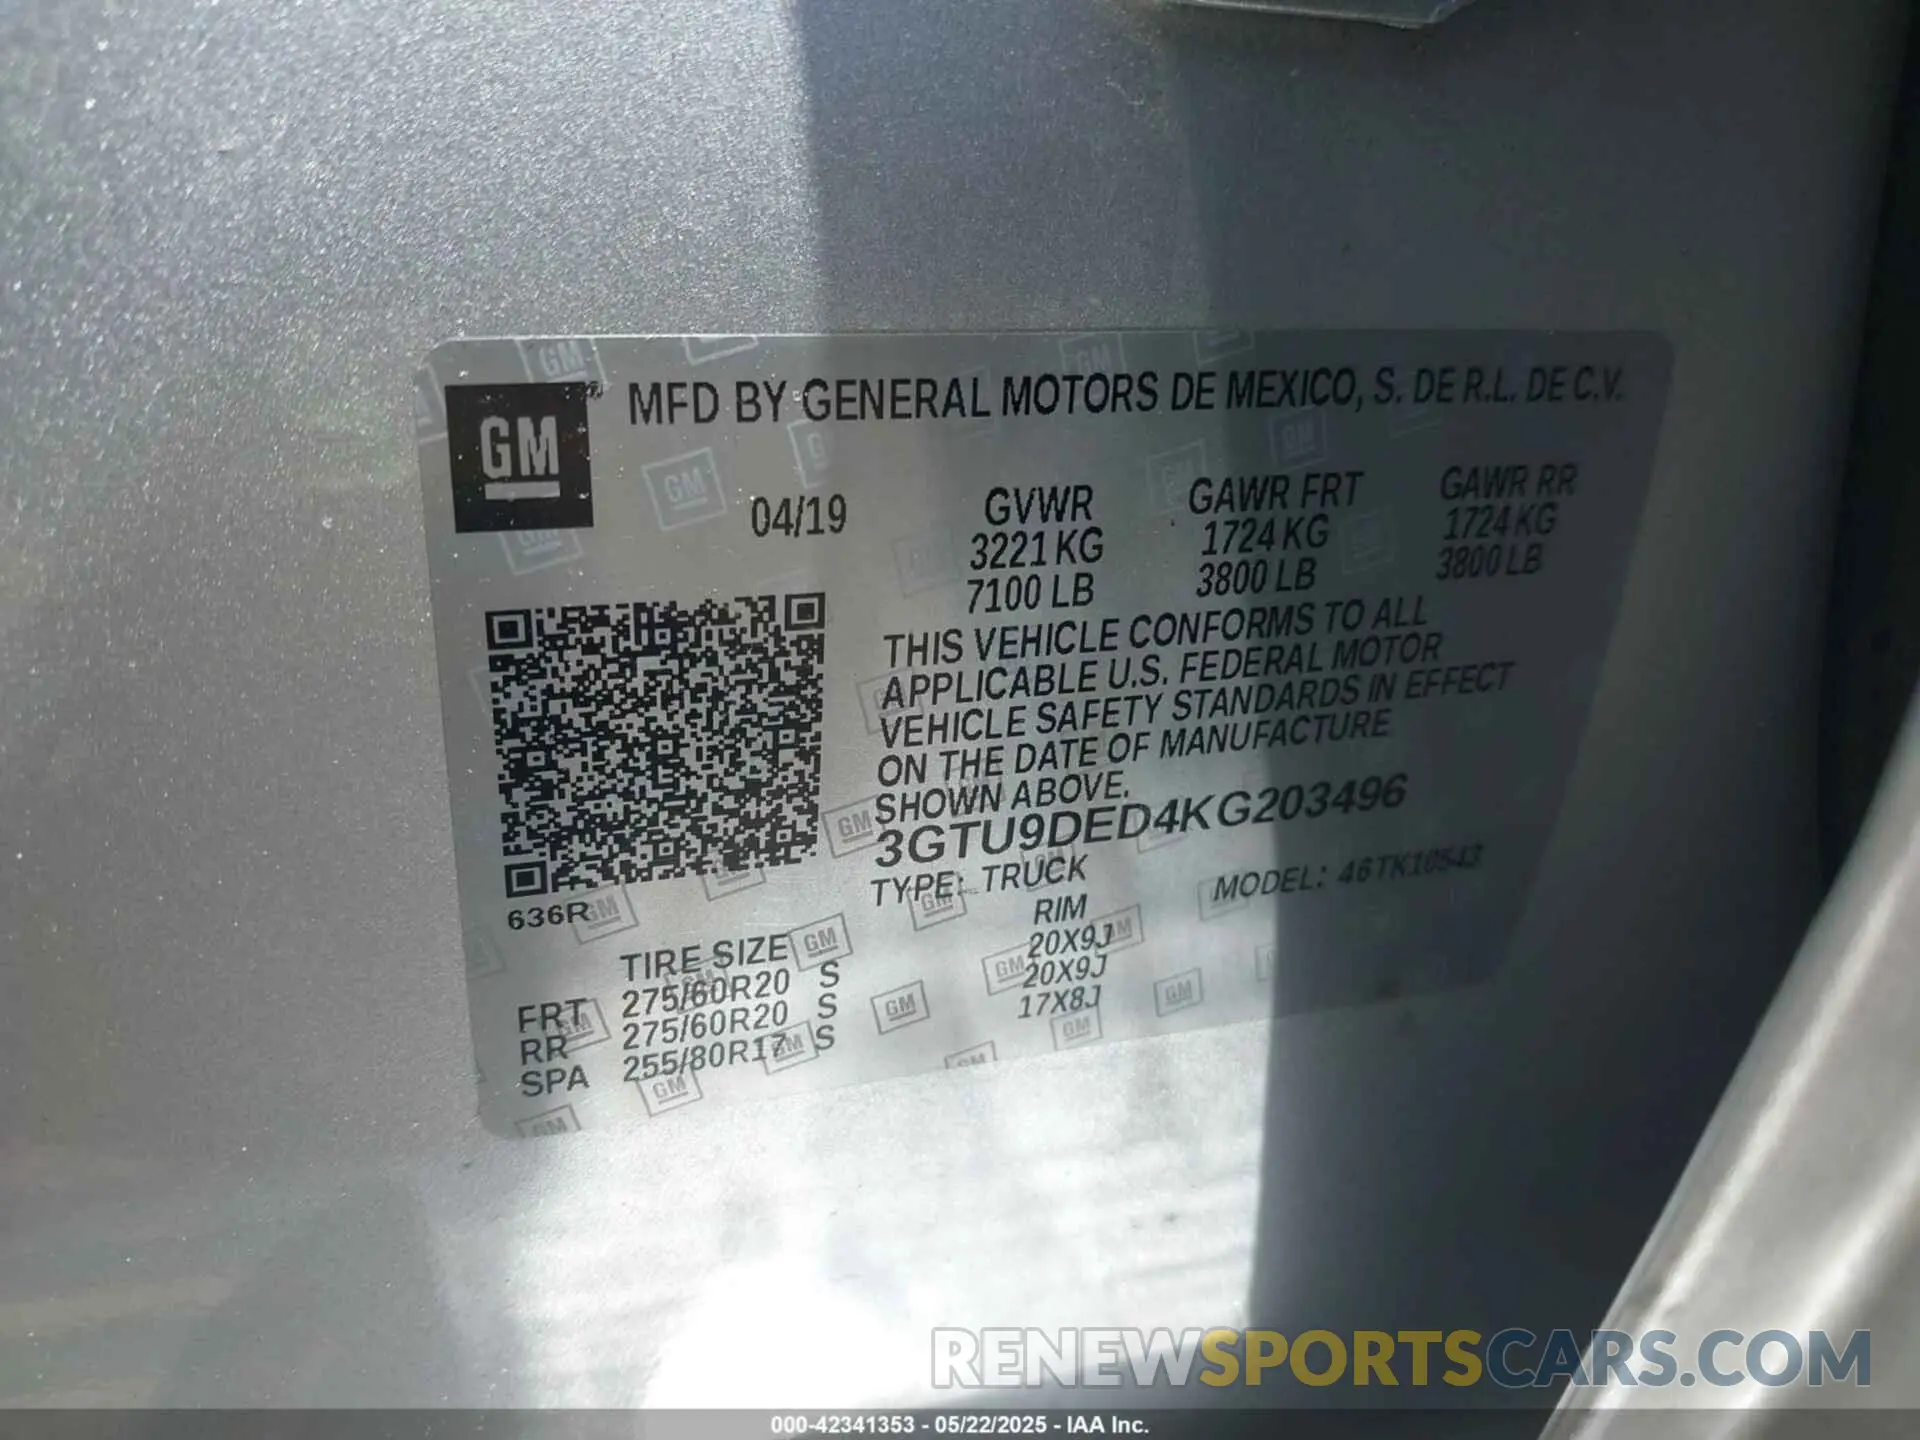 GM
MFD BY GENERAL MOTORS DE MEXICO, S. DE R.L. DE C.V.
04/19
GVWR GAWR FRT GAWR RR
3221 KG 1724 KG 1724 KG
7100 LB 3800 LB 3800 LB
THIS VEHICLE CONFORMS TO ALL
APPLICABLE U.S. FEDERAL MOTOR
VEHICLE SAFETY STANDARDS IN EFFECT
ON THE DATE OF MANUFACTURE
SHOWN ABOVE.
3GTU9DED4KG203496
TYPE: TRUCK MODEL: 46TK10543
636R
TIRE SIZE RIM
FRT 275/60R20 S 20X9J
RR 275/60R20 S 20X9J
SPA 255/80R17 S 17X8J
RENEWSPORTSCARS.COM
000-42341353 - 05/22/2025 - IAA Inc.